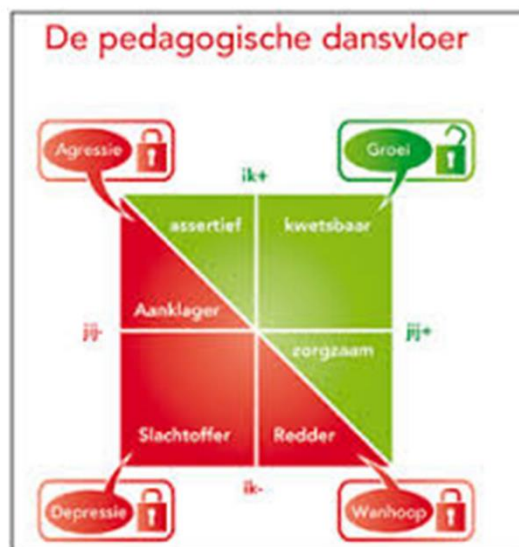 De pedagogische dansvloer
Agressie
Groei
ik+
assertief
kwetsbaar
Aanklager
jij-
jij+
zorgzaam
Slachtoffer
Redder
ik-
Depressie
Wanhoop